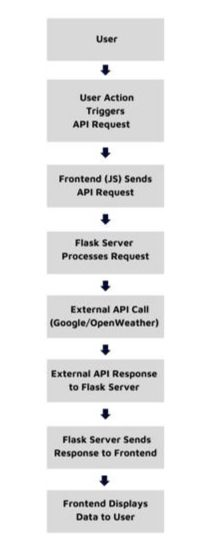 User
User Action
Triggers
API Request
Frontend (JS) Sends
API Request
Flask Server
Processes Request
External API Call
(Google/OpenWeather)
External API Response
to Flask Server
Flask Server Sends
Response to Frontend
Frontend Displays
Data to User